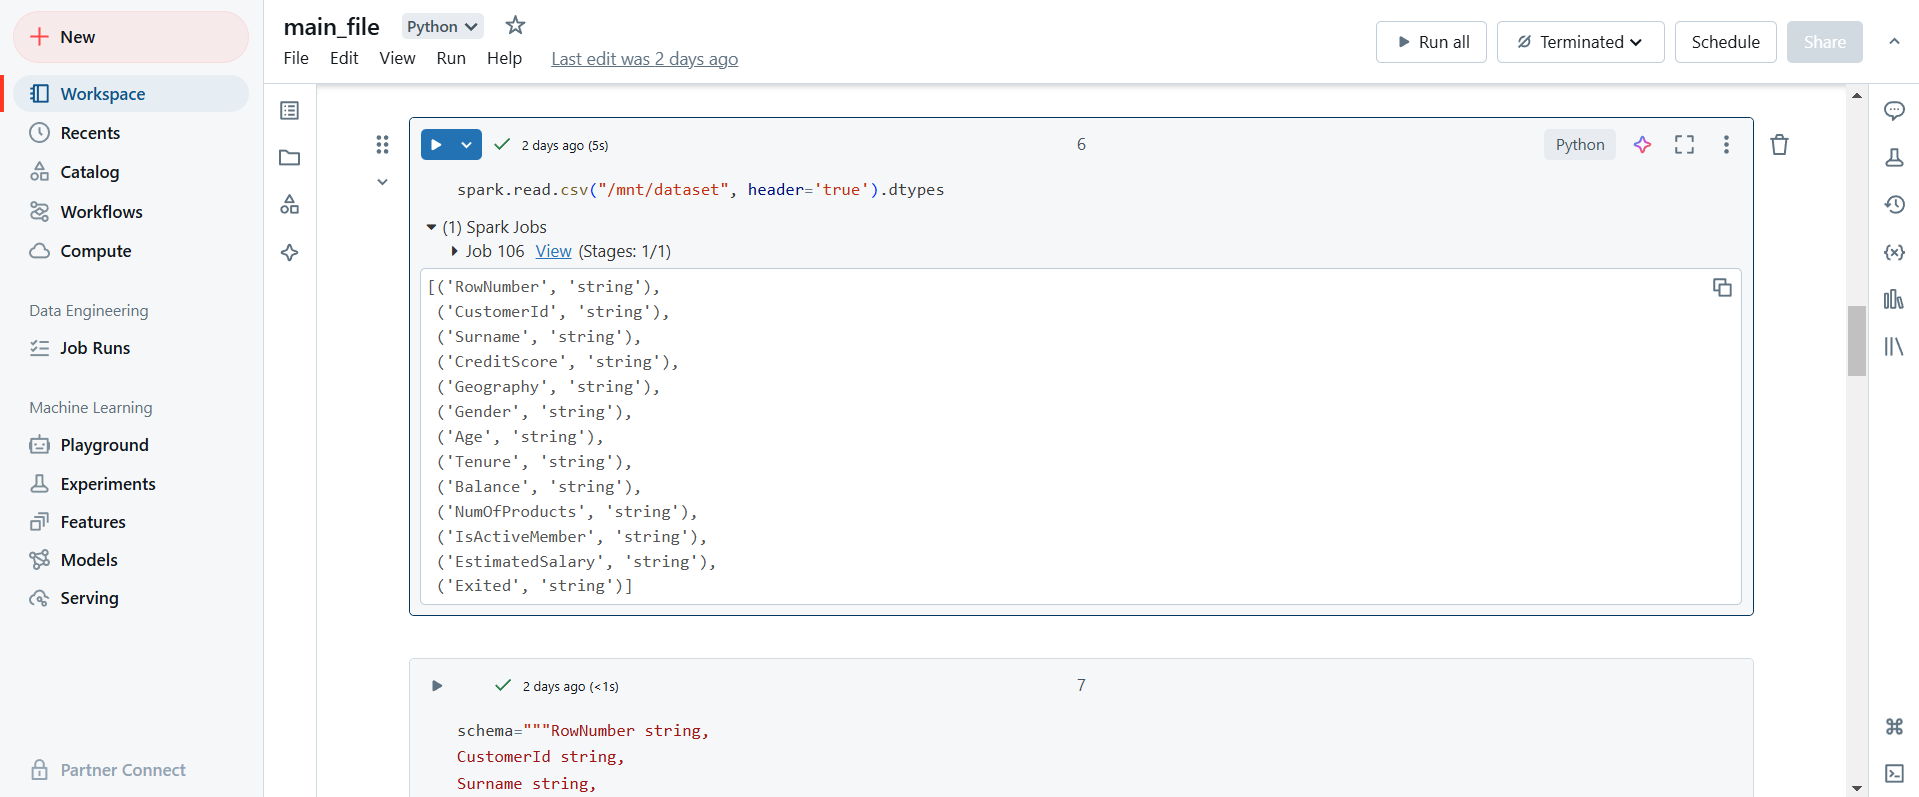 New
Workspace
Recents
Catalog
Workflows
Compute
Data Engineering
Job Runs
Machine Learning
Playground
Experiments
Features
Models
Serving
Partner Connect
main_file Python
File Edit View Run Help Last edit was 2 days ago
Run all Terminated Schedule Share
2 days ago (5s) 6 Python
spark.read.csv("/mnt/dataset", header='true').dtypes
(1) Spark Jobs
Job 106 View (Stages: 1/1)
[('RowNumber', 'string'),
('CustomerId', 'string'),
('Surname', 'string'),
('CreditScore', 'string'),
('Geography', 'string'),
('Gender', 'string'),
('Age', 'string'),
('Tenure', 'string'),
('Balance', 'string'),
('NumOfProducts', 'string'),
('IsActiveMember', 'string'),
('EstimatedSalary', 'string'),
('Exited', 'string')]
2 days ago (<1s) 7
schema="""RowNumber string,
CustomerId string,
Surname string,